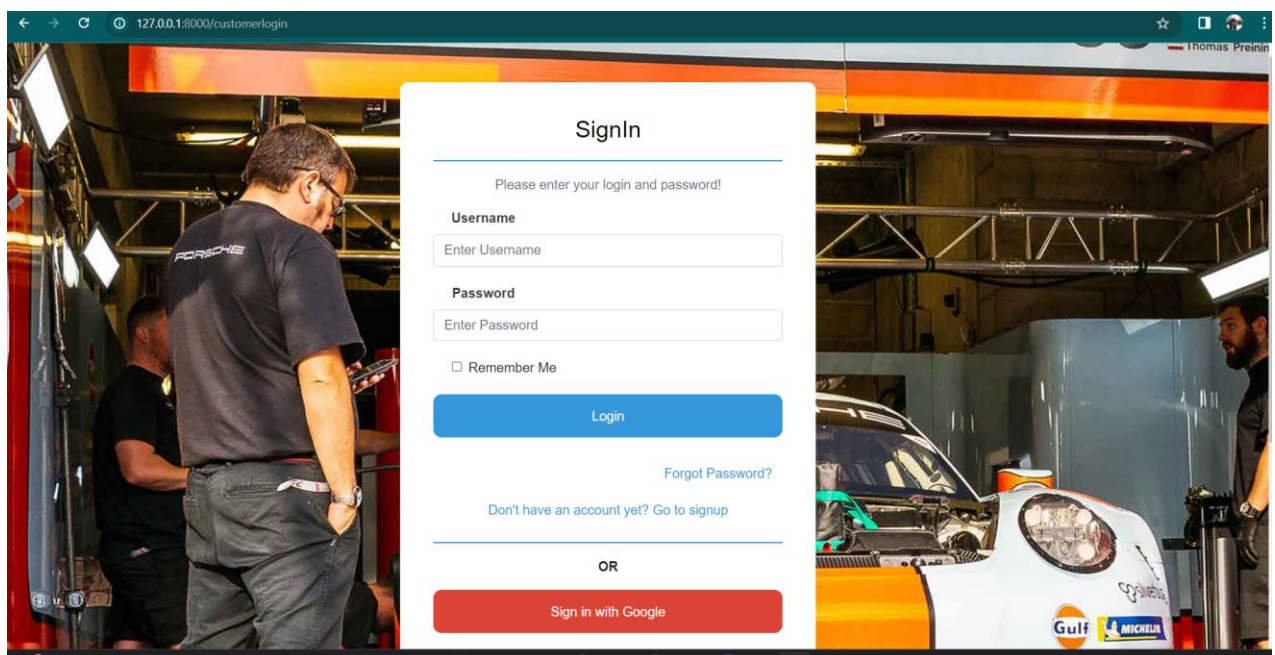 127.0.0.1:8000/customerlogin
Thomas Preinin
SignIn
Please enter your login and password!
Username
Enter Username
PORSCHE
Password
Enter Password
Remember Me
Login
Forgot Password?
Don't have an account yet? Go to signup
OR
Sign in with Google
Gulf
MICHELIN